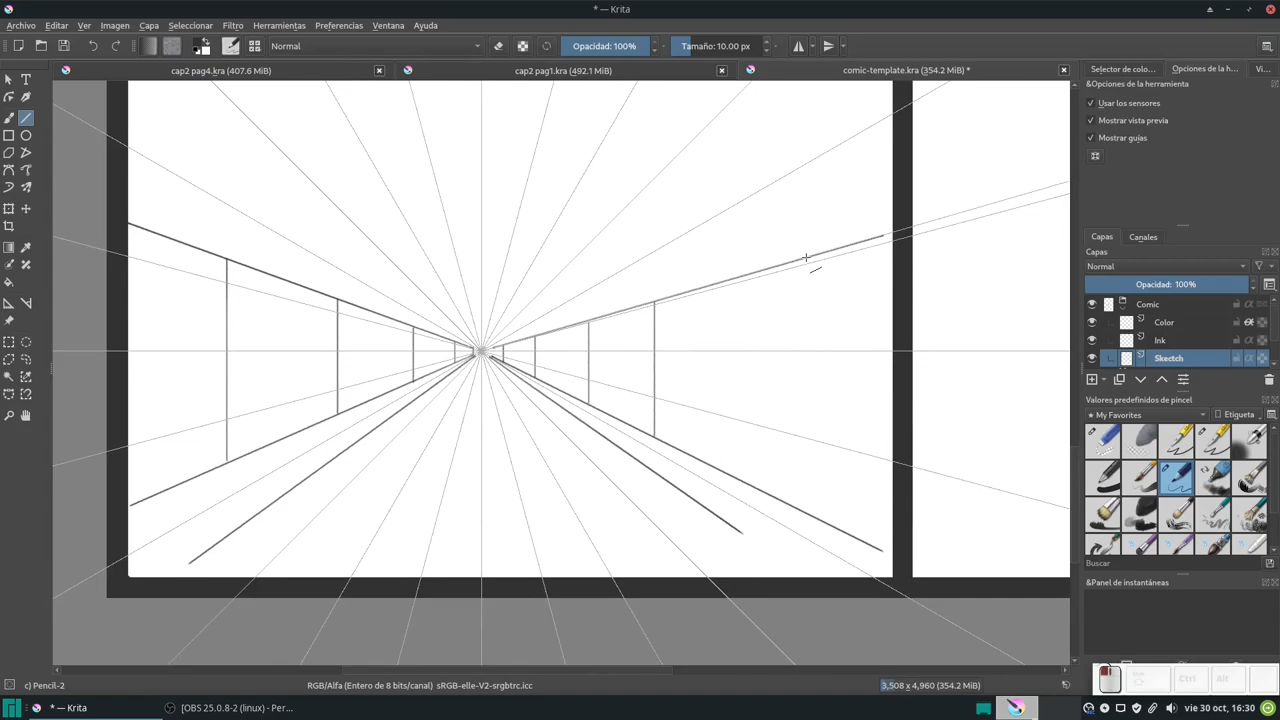 * — Krita
Archivo Editar Ver Imagen Capa Seleccionar Filtro Herramientas Preferencias Ventana Ayuda
Normal Opacidad: 100% Tamaño: 10.00 px
cap2 pag4.kra (407.6 MiB) cap2 pag1.kra (492.1 MiB) comic-template.kra (354.2 MiB) *
Selector de colo... Opciones de la h... Vi...
&Opciones de la herramienta
Usar los sensores
Mostrar vista previa
Mostrar guías
Capas Canales
Capas
Normal
Opacidad: 100%
Comic
Color
Ink
Skectch
Valores predefinidos de pincel
★ My Favorites Etiqueta
Buscar
&Panel de instantáneas
Ctrl Alt
c) Pencil-2 RGB/Alfa (Entero de 8 bits/canal) sRGB-elle-V2-srgbtrc.icc 3,508 x 4,960 (354.2 MiB)
* — Krita [OBS 25.0.8-2 (linux) - Per... vie 30 oct, 16:30